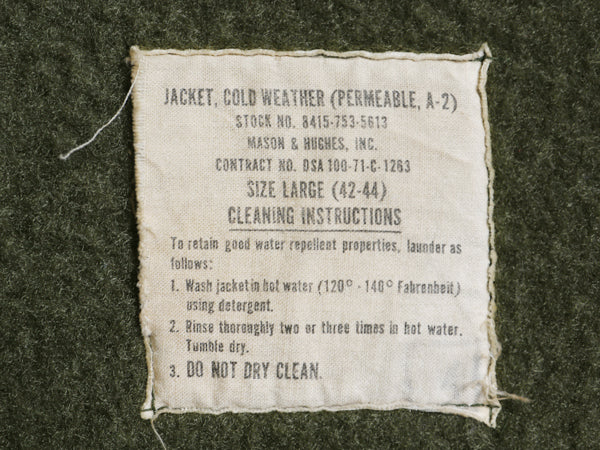 JACKET, COLD WEATHER (PERMEABLE, A-2)
STOCK NO. 8415-753-5613
MASON & HUGHES, INC.
CONTRACT NO. DSA 100-71-C-1263
SIZE LARGE (42-44)
CLEANING INSTRUCTIONS
To retain good water repellent properties, launder as
follows:
1. Wash jacket in hot water (120° - 140° Fahrenheit)
using detergent.
2. Rinse thoroughly two or three times in hot water.
Tumble dry.
3. DO NOT DRY CLEAN.